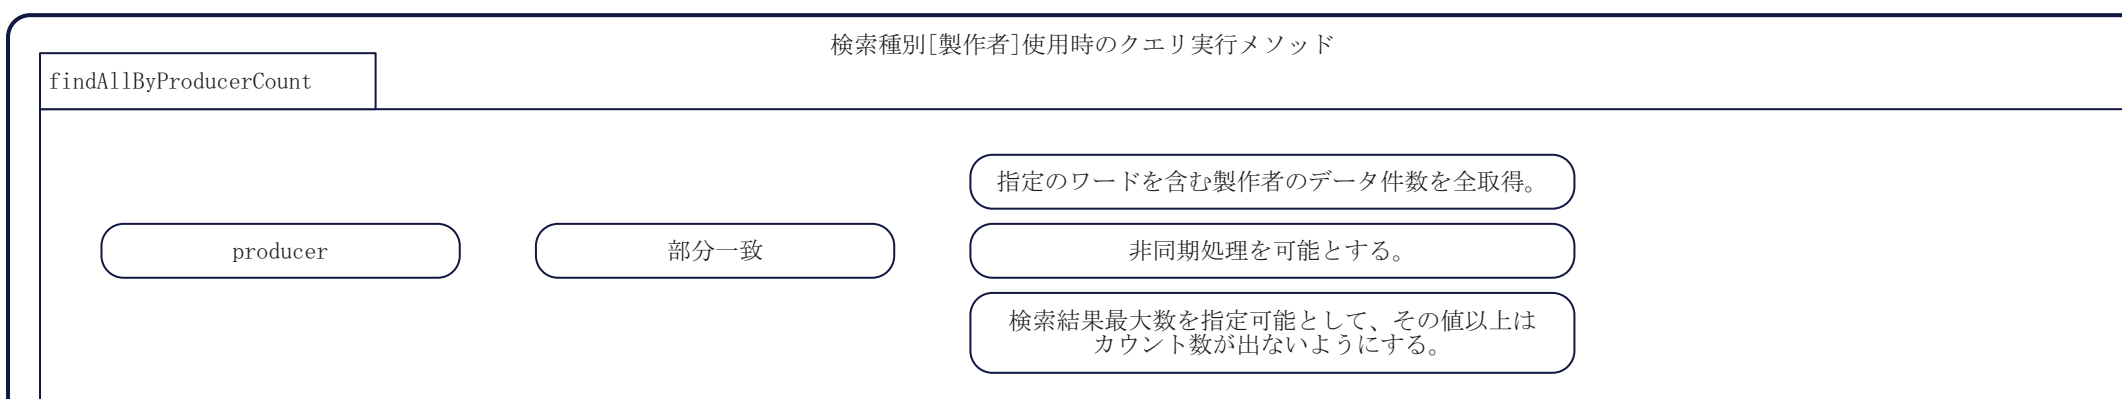 検索種別[製作者]使用時のクエリ実行メソッド
findAllByProducerCount
指定のワードを含む製作者のデータ件数を全取得。
producer
部分一致
非同期処理を可能とする。
検索結果最大数を指定可能として、その値以上は
カウント数が出ないようにする。